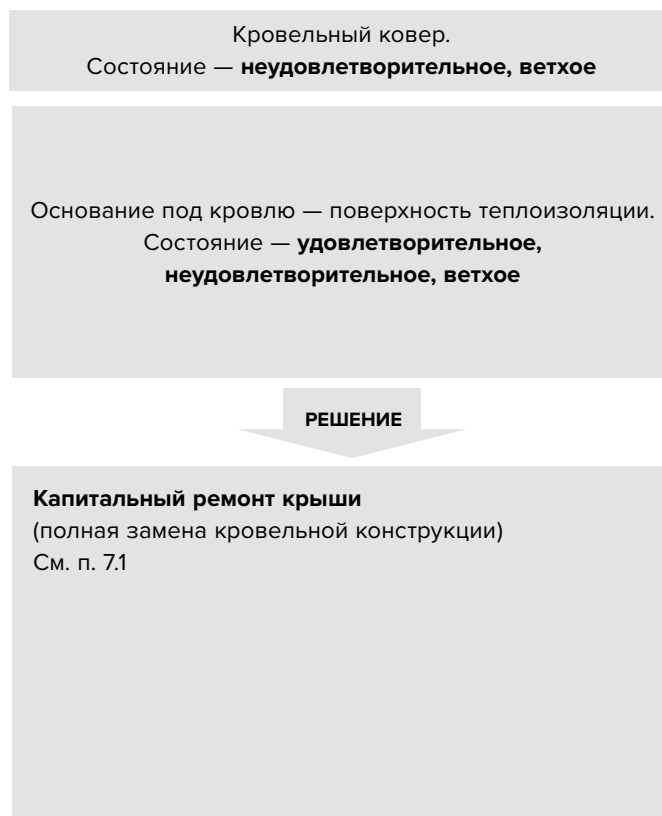 Кровельный ковер.
Состояние — неудовлетворительное, ветхое
Основание под кровлю — поверхность теплоизоляции.
Состояние — удовлетворительное,
неудовлетворительное, ветхое
РЕШЕНИЕ
Капитальный ремонт крыши
(полная замена кровельной конструкции)
См. п. 7.1